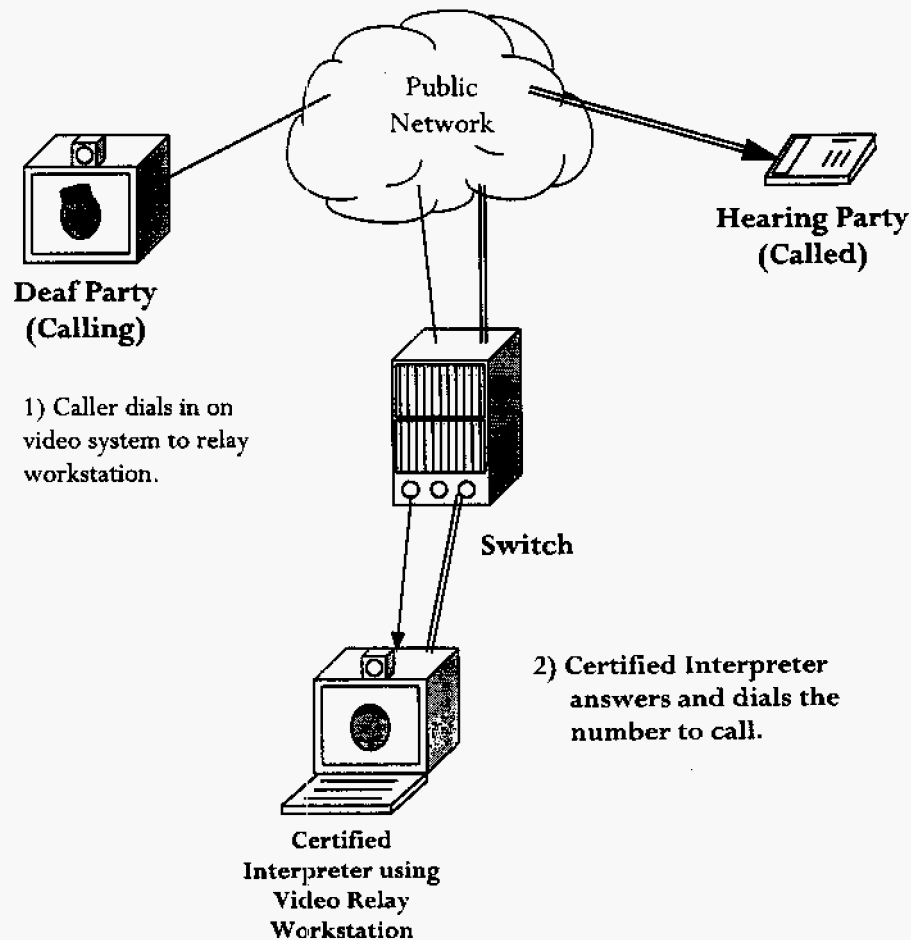 Public
Network
Hearing Party
(Called)
Deaf Party
(Calling)
1) Caller dials in on
video system to relay
workstation.
Switch
2) Certified Interpreter
answers and dials the
number to call.
Certified
Interpreter using
Video Relay
Workstation